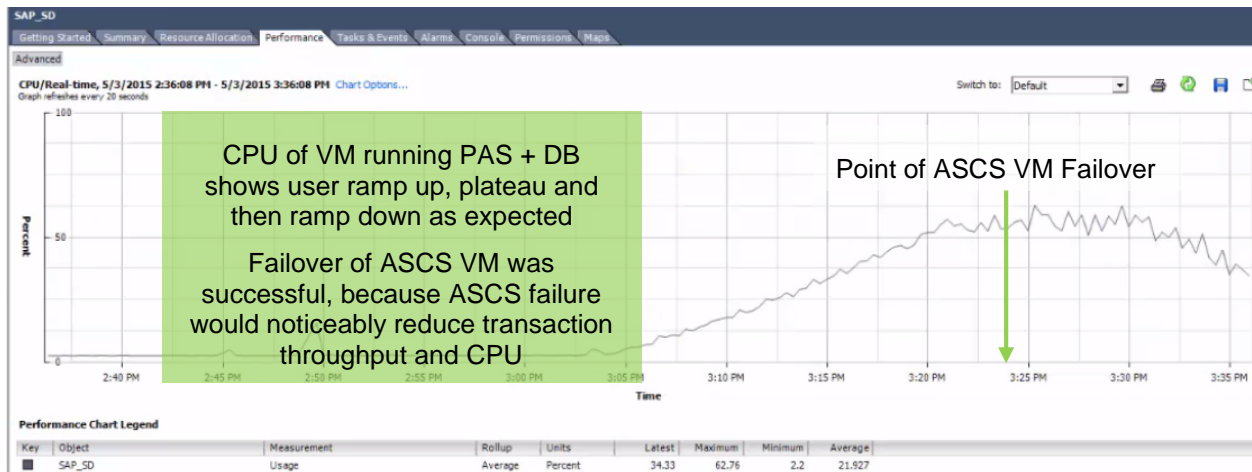 SAP_SD
Getting Started Summary Resource Allocation Performance Tasks & Events Alarms Console Permissions Maps
Advanced
CPU/Real-time, 5/3/2015 2:36:08 PM - 5/3/2015 3:36:08 PM Chart Options...
Graph refreshes every 20 seconds
Switch to: Default
100
CPU of VM running PAS + DB
shows user ramp up, plateau and
then ramp down as expected
Failover of ASCS VM was
successful, because ASCS failure
would noticeably reduce transaction
throughput and CPU
Point of ASCS VM Failover
Percent
50
0
2:40 PM 2:45 PM 2:50 PM 2:55 PM 3:00 PM 3:05 PM 3:10 PM 3:15 PM 3:20 PM 3:25 PM 3:30 PM 3:35 PM
Time
Performance Chart Legend
Key Object Measurement Rollup Units Latest Maximum Minimum Average
SAP_SD Usage Average Percent 34.33 62.76 2.2 21.927